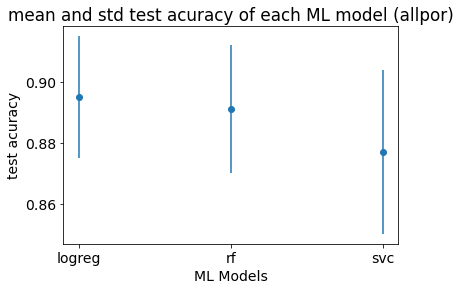 mean and std test acuracy of each ML model (allpor)
test acuracy
0.90
0.88
0.86
logreg rf svc
ML Models